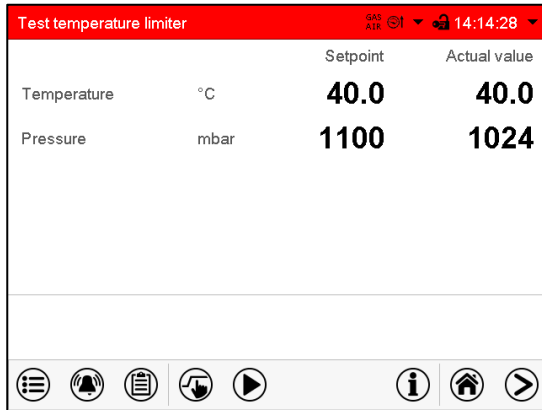 Test temperature limiter GAS AIR 14:14:28
Setpoint Actual value
Temperature °C 40.0 40.0
Pressure mbar 1100 1024